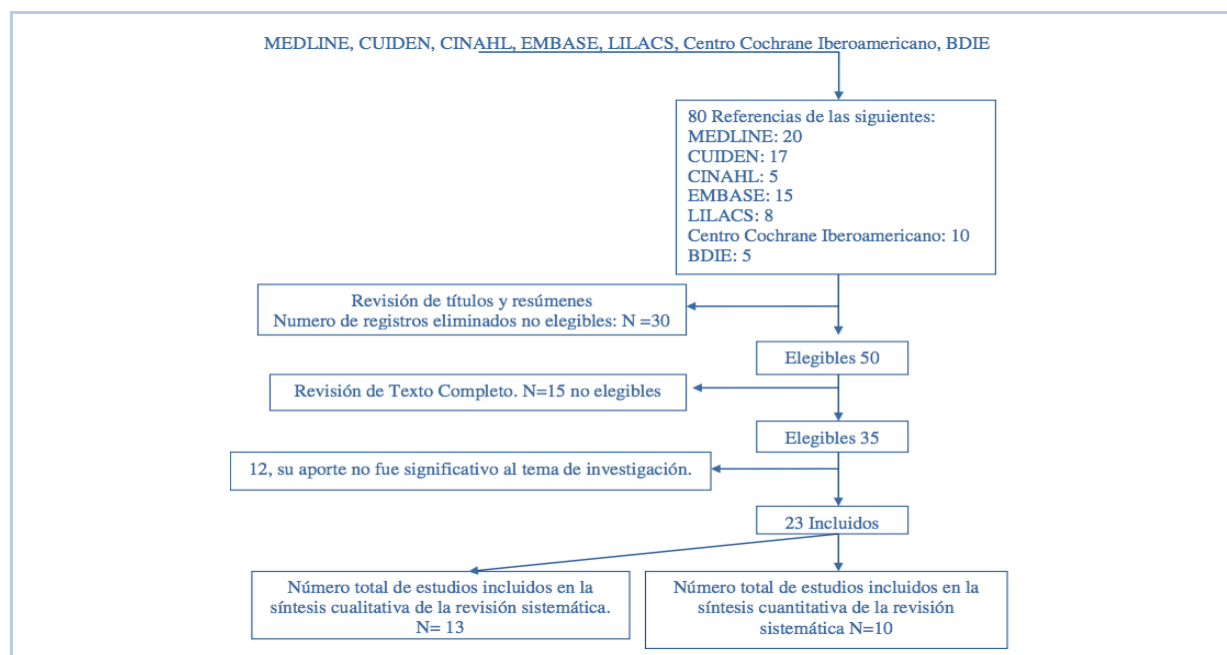 MEDLINE, CUIDEN, CINAHL, EMBASE, LILACS, Centro Cochrane Iberoamericano, BDIE
80 Referencias de las siguientes:
MEDLINE: 20
CUIDEN: 17
CINAHL: 5
EMBASE: 15
LILACS: 8
Centro Cochrane Iberoamericano: 10
BDIE: 5
Revisión de títulos y resúmenes
Numero de registros eliminados no elegibles: N =30
Elegibles 50
Revisión de Texto Completo. N=15 no elegibles
Elegibles 35
12, su aporte no fue significativo al tema de investigación.
23 Incluidos
Número total de estudios incluidos en la
síntesis cualitativa de la revisión sistemática.
N= 13
Número total de estudios incluidos en la
síntesis cuantitativa de la revisión
sistemática N=10